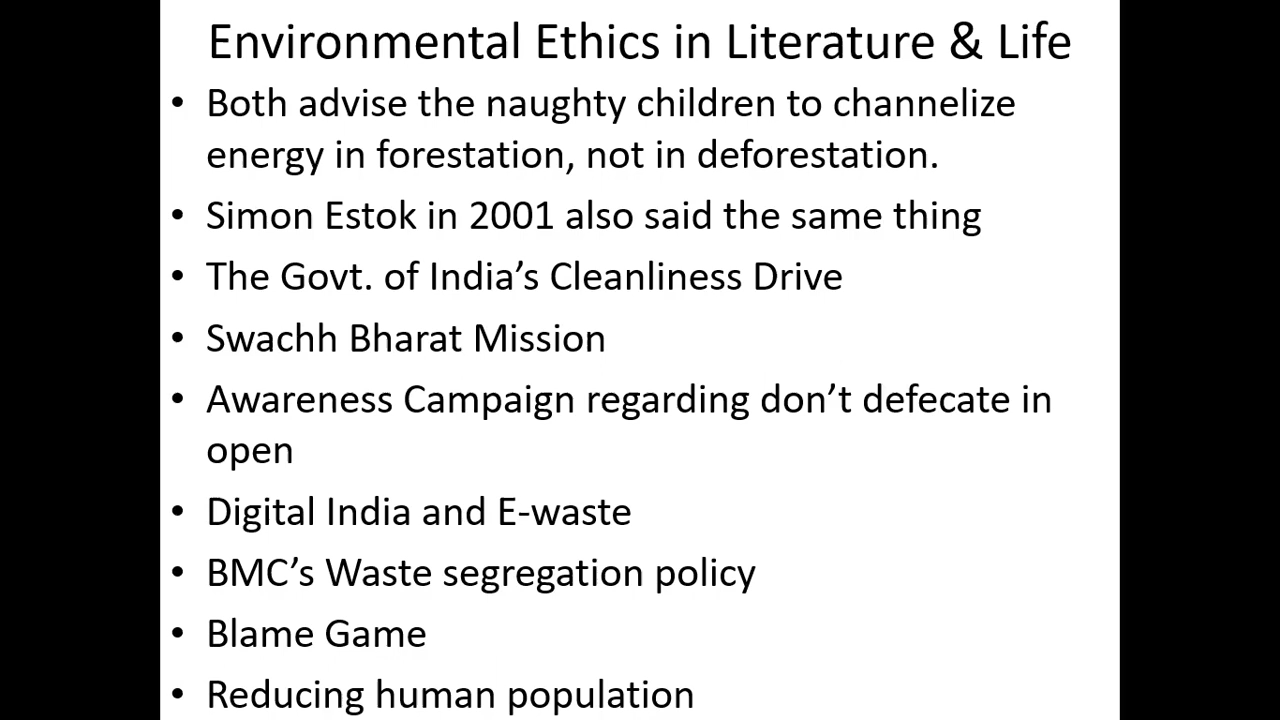 Environmental Ethics in Literature & Life
• Both advise the naughty children to channelize
energy in forestation, not in deforestation.
• Simon Estok in 2001 also said the same thing
• The Govt. of India’s Cleanliness Drive
• Swachh Bharat Mission
• Awareness Campaign regarding don’t defecate in
open
• Digital India and E-waste
• BMC’s Waste segregation policy
• Blame Game
• Reducing human population